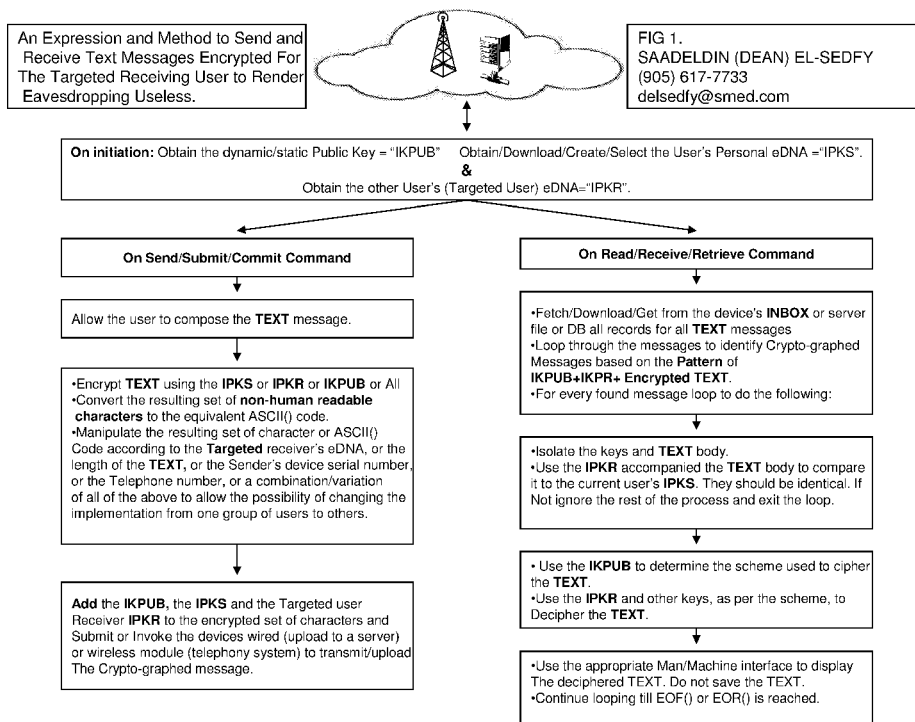 An Expression and Method to Send and
Receive Text Messages Encrypted For
The Targeted Receiving User to Render
Eavesdropping Useless.
FIG 1.
SAADELDIN (DEAN) EL-SEDFY
(905) 617-7733
delsedfy@smed.com
On initiation: Obtain the dynamic/static Public Key = “IKPUB” Obtain/Download/Create/Select the User's Personal eDNA =“IPKS”.
&
Obtain the other User's (Targeted User) eDNA=“IPKR”.
On Send/Submit/Commit Command
Allow the user to compose the TEXT message.
•Encrypt TEXT using the IPKS or IPKR or IKPUB or All
•Convert the resulting set of non-human readable
characters to the equivalent ASCII() code.
•Manipulate the resulting set of character or ASCII()
Code according to the Targeted receiver's eDNA, or the
length of the TEXT, or the Sender's device serial number,
or the Telephone number, or a combination/variation
of all of the above to allow the possibility of changing the
implementation from one group of users to others.
Add the IKPUB, the IPKS and the Targeted user
Receiver IPKR to the encrypted set of characters and
Submit or Invoke the devices wired (upload to a server)
or wireless module (telephony system) to transmit/upload
The Crypto-graphed message.
On Read/Receive/Retrieve Command
•Fetch/Download/Get from the device's INBOX or server
file or DB all records for all TEXT messages
•Loop through the messages to identify Crypto-graphed
Messages based on the Pattern of
IKPUB+IKPR+ Encrypted TEXT.
•For every found message loop to do the following:
•Isolate the keys and TEXT body.
•Use the IPKR accompanied the TEXT body to compare
it to the current user's IPKS. They should be identical. If
Not ignore the rest of the process and exit the loop.
• Use the IKPUB to determine the scheme used to cipher
the TEXT.
•Use the IPKR and other keys, as per the scheme, to
Decipher the TEXT.
•Use the appropriate Man/Machine interface to display
The deciphered TEXT. Do not save the TEXT.
•Continue looping till EOF() or EOR() is reached.